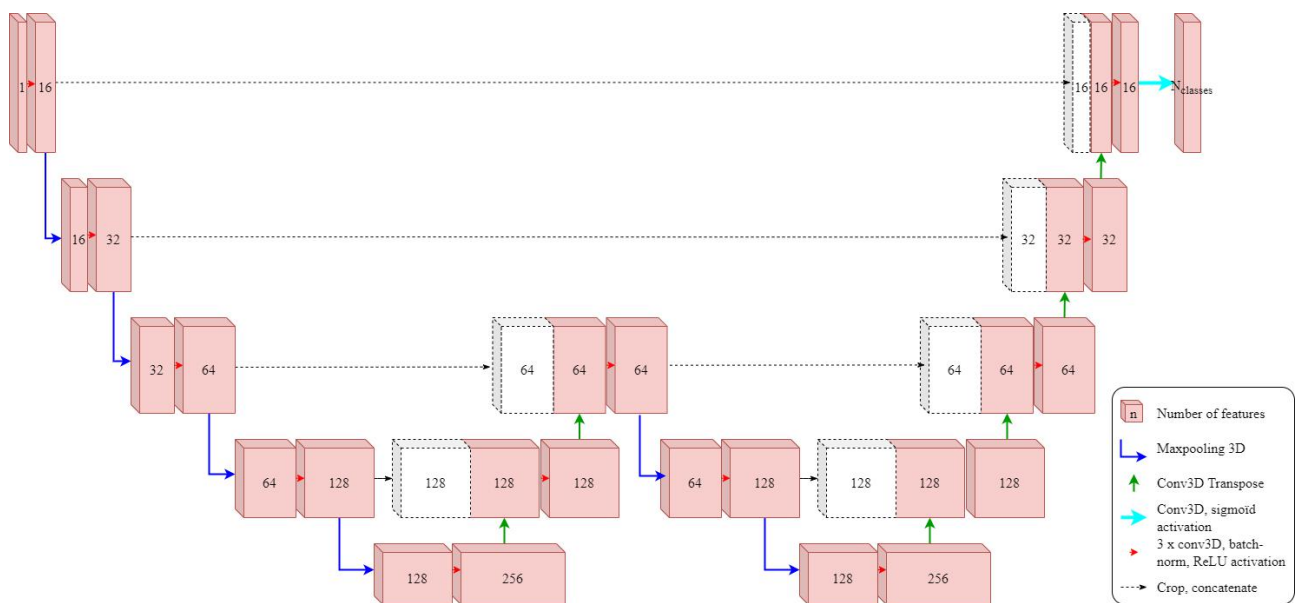 1 16 16 16 16 N_classes
16 32 32 32 32
32 64 64 64 64 64 64 64
64 128 128 128 128 64 128 128 128 128
128 256 128 256
n Number of features
Maxpooling 3D
Conv3D Transpose
Conv3D, sigmoïd
activation
3 x conv3D, batch-
norm, ReLU activation
Crop, concatenate